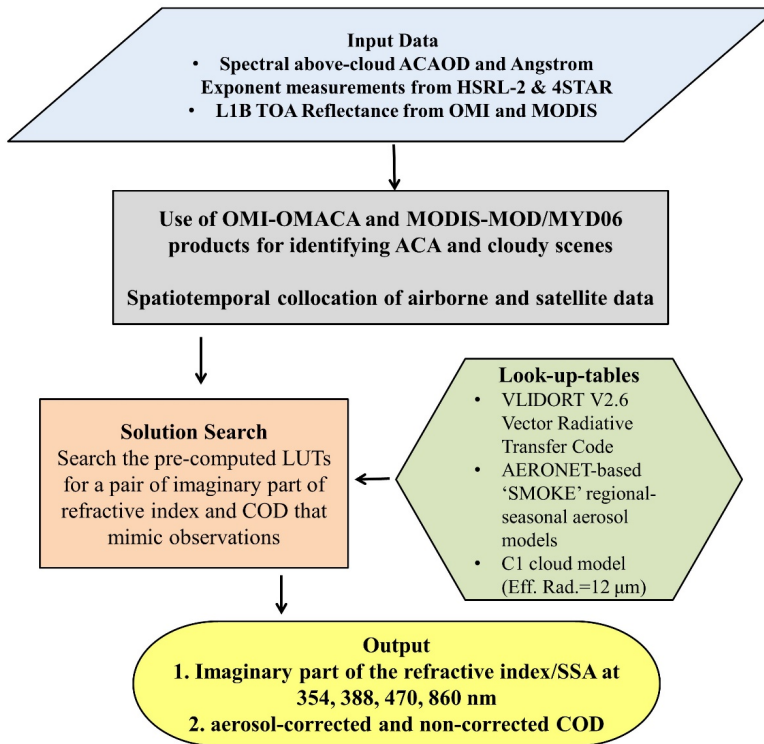 Input Data
• Spectral above-cloud ACAOD and Angstrom
Exponent measurements from HSRL-2 & 4STAR
• L1B TOA Reflectance from OMI and MODIS
Use of OMI-OMACA and MODIS-MOD/MYD06
products for identifying ACA and cloudy scenes
Spatiotemporal collocation of airborne and satellite data
Solution Search
Search the pre-computed LUTs
for a pair of imaginary part of
refractive index and COD that
mimic observations
Look-up-tables
• VLIDORT V2.6
Vector Radiative
Transfer Code
• AERONET-based
‘SMOKE’ regional-
seasonal aerosol
models
• C1 cloud model
(Eff. Rad.=12 μm)
Output
1. Imaginary part of the refractive index/SSA at
354, 388, 470, 860 nm
2. aerosol-corrected and non-corrected COD